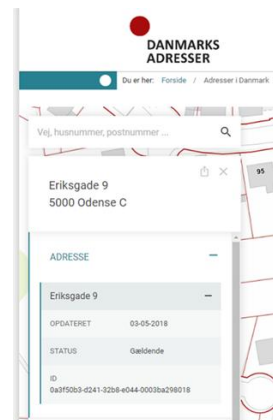 DANMARKS
ADRESSER
Du er her: Forside / Adresser i Danmark
Vej, husnummer, postnummer ...
95
Eriksgade 9
5000 Odense C
ADRESSE
Eriksgade 9
OPDATERET 03-05-2018
STATUS Gældende
ID
0a3f50b3-d241-32b8-e044-0003ba298018